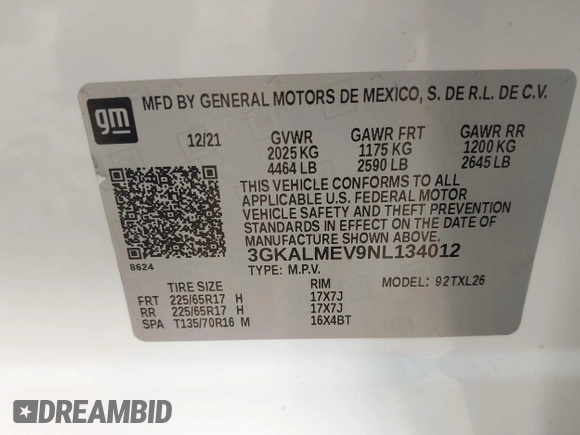 gm
MFD BY GENERAL MOTORS DE MEXICO, S. DE R.L. DE C.V.
12/21 GVWR GAWR FRT GAWR RR
2025 KG 1175 KG 1200 KG
4464 LB 2590 LB 2645 LB
THIS VEHICLE CONFORMS TO ALL
APPLICABLE U.S. FEDERAL MOTOR
VEHICLE SAFETY AND THEFT PREVENTION
STANDARDS IN EFFECT ON THE DATE OF
MANUFACTURE SHOWN ABOVE.
8624
3GKALMEV9NL134012
TYPE: M.P.V. MODEL: 92TXL26
TIRE SIZE RIM
FRT 225/65R17 H 17X7J
RR 225/65R17 H 17X7J
SPA T135/70R16 M 16X4BT
DREAMBID